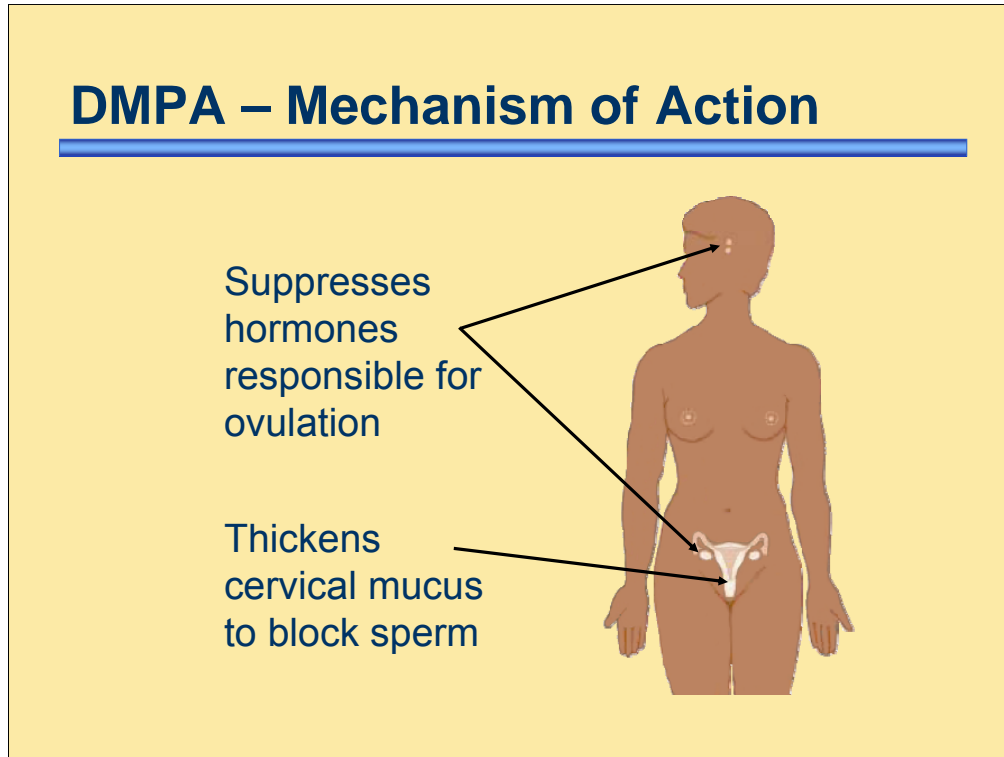 DMPA – Mechanism of Action
Suppresses
hormones
responsible for
ovulation
Thickens
cervical mucus
to block sperm